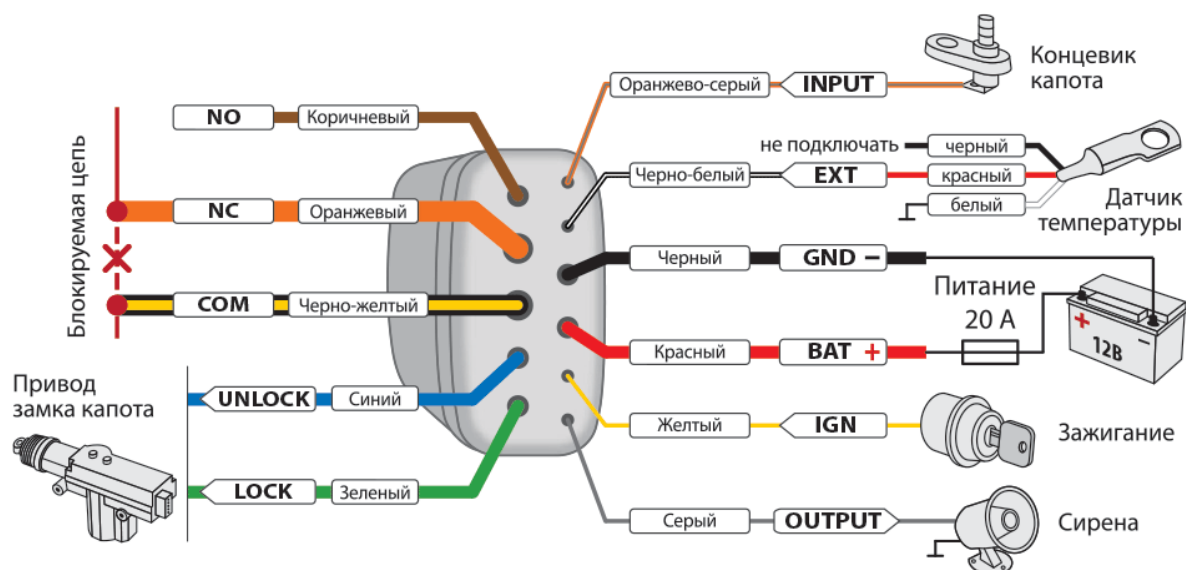 Блокируемая цепь
NO
Коричневый
NC
Оранжевый
COM
Черно-желтый
Привод
замка капота
UNLOCK
Синий
LOCK
Зеленый
Оранжево-серый
INPUT
Концевик
капота
Черно-белый
EXT
не подключать
черный
красный
белый
Датчик
температуры
Черный
GND −
Питание
20 А
Красный
BAT +
+ −
12В
Желтый
IGN
Зажигание
Серый
OUTPUT
Сирена